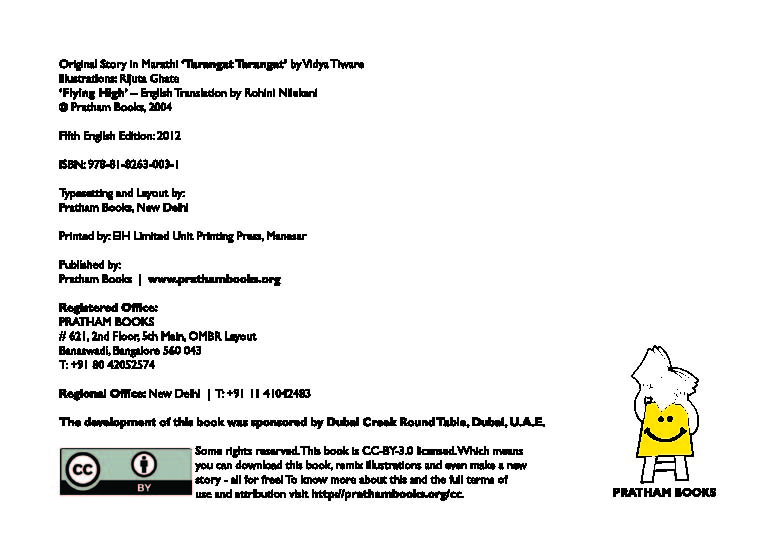 Original Story in Marathi 'Tarangat Tarangat' by Vidya Tiware
Illustrations: Rijuta Ghate
'Flying High' – English Translation by Rohini Nilekani
© Pratham Books, 2004
Fifth English Edition: 2012
ISBN: 978-81-8263-003-1
Typesetting and Layout by:
Pratham Books, New Delhi
Printed by: EIH Limited Unit Printing Press, Manesar
Published by:
Pratham Books | www.prathambooks.org
Registered Office:
PRATHAM BOOKS
# 621, 2nd Floor, 5th Main, OMBR Layout
Banaswadi, Bangalore 560 043
T: +91 80 42052574
Regional Office: New Delhi | T: +91 11 41042483
The development of this book was sponsored by Dubai Creek Round Table, Dubai, U.A.E.
Some rights reserved. This book is CC-BY-3.0 licensed. Which means
you can download this book, remix illustrations and even make a new
story - all for free! To know more about this and the full terms of
use and attribution visit http://prathambooks.org/cc.
cc
BY
PRATHAM BOOKS